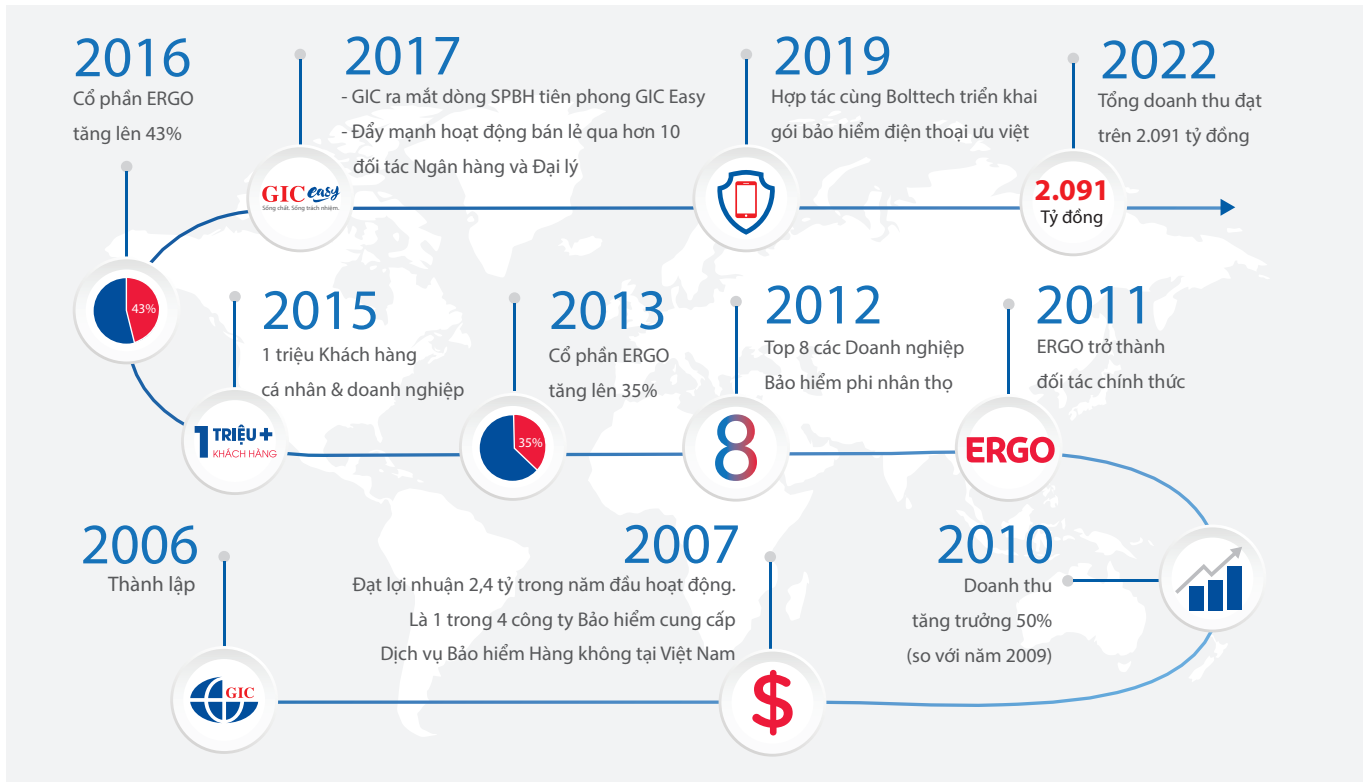 2016
Cổ phần ERGO
tăng lên 43%
43%
2017
- GIC ra mắt dòng SPBH tiên phong GIC Easy
- Đẩy mạnh hoạt động bán lẻ qua hơn 10
đối tác Ngân hàng và Đại lý
GIC easy
Sống chất. Sống trách nhiệm.
2019
Hợp tác cùng Bolttech triển khai
gói bảo hiểm điện thoại ưu việt
2022
Tổng doanh thu đạt
trên 2.091 tỷ đồng
2.091
Tỷ đồng
2015
1 triệu Khách hàng
cá nhân & doanh nghiệp
1 TRIỆU +
KHÁCH HÀNG
2013
Cổ phần ERGO
tăng lên 35%
35%
2012
Top 8 các Doanh nghiệp
Bảo hiểm phi nhân thọ
8
2011
ERGO trở thành
đối tác chính thức
ERGO
2006
Thành lập
GIC
2007
Đạt lợi nhuận 2,4 tỷ trong năm đầu hoạt động.
Là 1 trong 4 công ty Bảo hiểm cung cấp
Dịch vụ Bảo hiểm Hàng không tại Việt Nam
$
2010
Doanh thu
tăng trưởng 50%
(so với năm 2009)